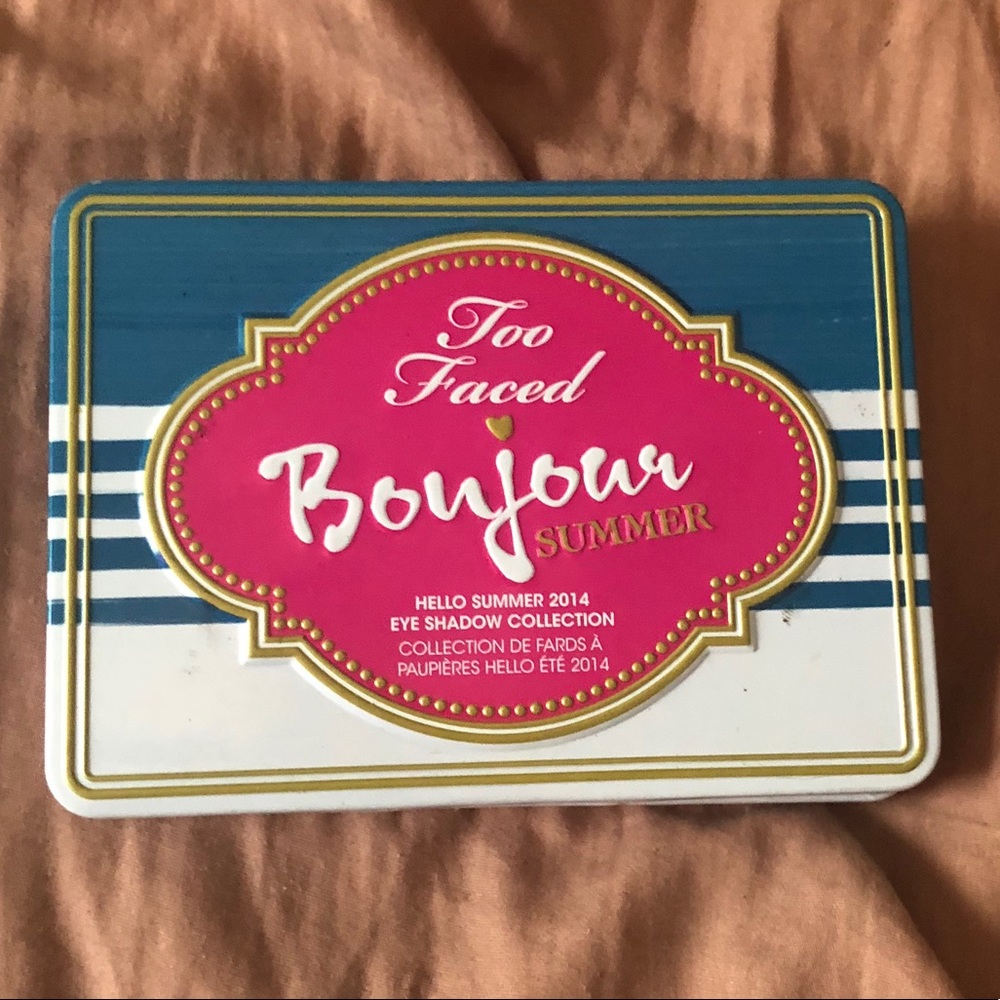 Too
Faced
Bonjour
SUMMER
HELLO SUMMER 2014
EYE SHADOW COLLECTION
COLLECTION DE FARDS À
PAUPIÈRES HELLO ÉTÉ 2014